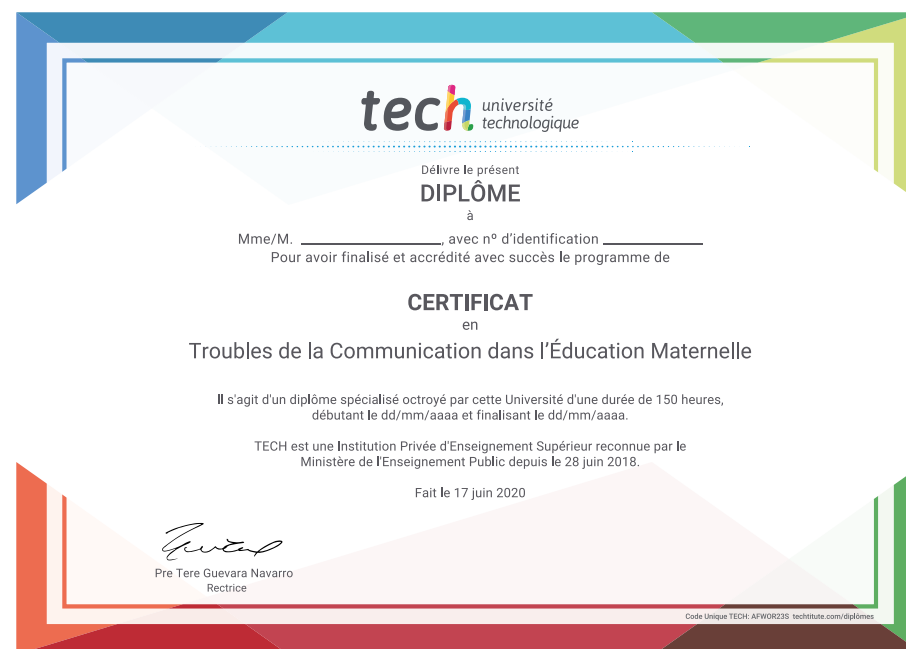 tech université
technologique
Délivre le présent
DIPLÔME
à
Mme/M. ____________________, avec nº d'identification ______________
Pour avoir finalisé et accrédité avec succès le programme de
CERTIFICAT
en
Troubles de la Communication dans l'Éducation Maternelle
Il s'agit d'un diplôme spécialisé octroyé par cette Université d'une durée de 150 heures,
débutant le dd/mm/aaaa et finalisant le dd/mm/aaaa.
TECH est une Institution Privée d'Enseignement Supérieur reconnue par le
Ministère de l'Enseignement Public depuis le 28 juin 2018.
Fait le 17 juin 2020
Pre Tere Guevara Navarro
Rectrice
Code Unique TECH: AFWOR23S techtitute.com/diplômes